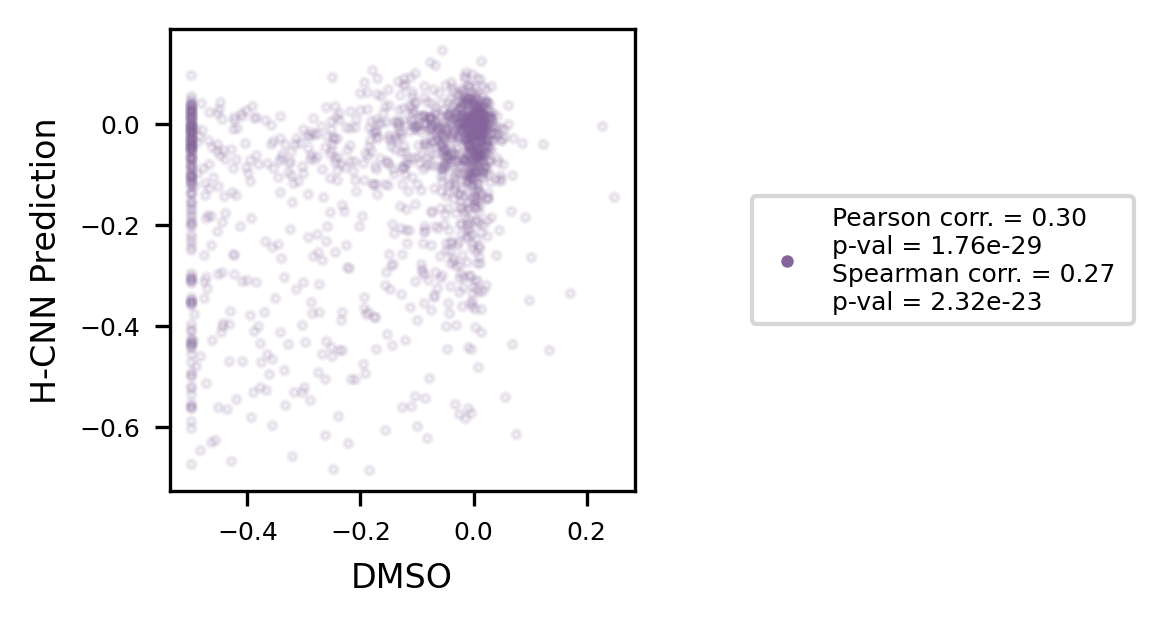 H-CNN Prediction
0.0
−0.2
−0.4
−0.6
−0.4
−0.2
0.0
0.2
DMSO
Pearson corr. = 0.30
p-val = 1.76e-29
Spearman corr. = 0.27
p-val = 2.32e-23